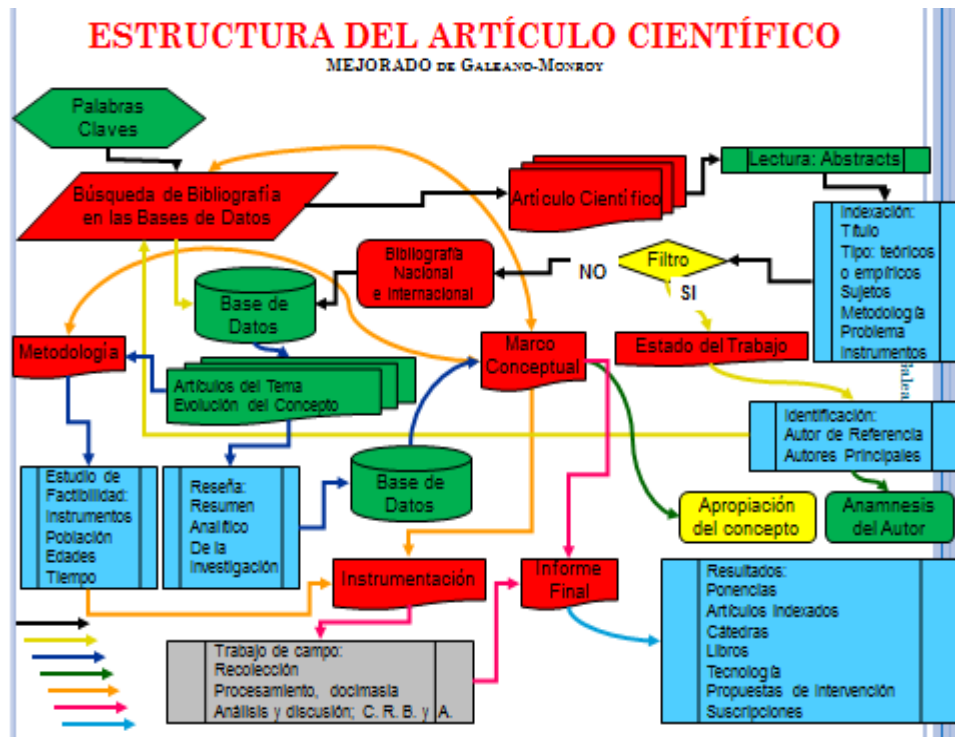 ESTRUCTURA DEL ARTÍCULO CIENTÍFICO
MEJORADO DE GALEANO-MONROY
Palabras
Claves
Búsqueda de Bibliografía
en las Bases de Datos
Artículo Científico
Lectura: Abstracts
Indexación:
Título
Tipo: teóricos
o empíricos
Sujetos
Metodología
Problema
Instrumentos
Filtro
NO
SI
Bibliografía
Nacional
e Internacional
Base de
Datos
Metodología
Artículos del Tema
Evolución del Concepto
Marco
Conceptual
Estado del Trabajo
Galea
Identificación:
Autor de Referencia
Autores Principales
Estudio de
Factibilidad:
Instrumentos
Población
Edades
Tiempo
Reseña:
Resumen
Analítico
De la
Investigación
Base de
Datos
Apropiación
del concepto
Anamnesis
del Autor
Instrumentación
Informe
Final
Resultados:
Ponencias
Artículos Indexados
Cátedras
Libros
Tecnología
Propuestas de Intervención
Suscripciones
Trabajo de campo:
Recolección
Procesamiento, docimasia
Análisis y discusión; C. R. B. y A.